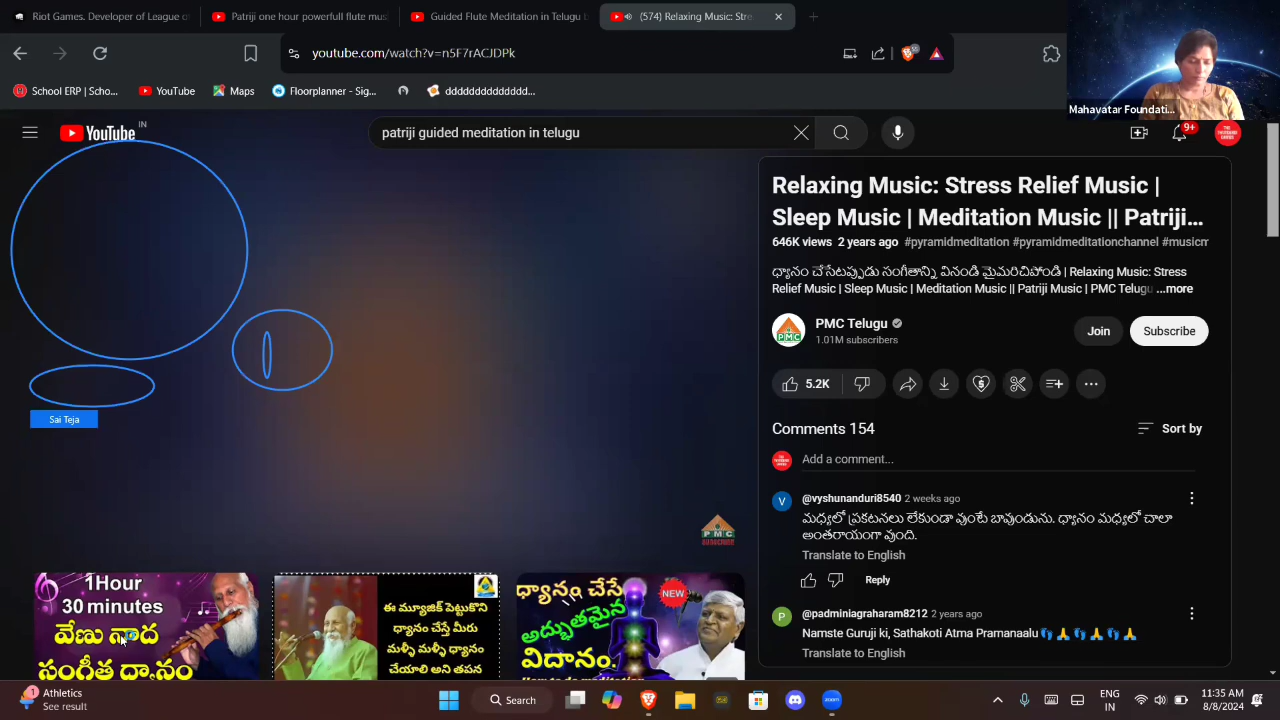 Riot Games. Developer of League o
Patriji one hour powerfull flute mus
Guided Flute Meditation in Telugu b
(574) Relaxing Music: Stre
youtube.com/watch?v=n5F7rACJDPk
School ERP | Scho...
YouTube
Maps
Floorplanner - Sig...
dddddddddddddd...
Mahavatar Foundati...
YouTube IN
patriji guided meditation in telugu
9+
Relaxing Music: Stress Relief Music |
Sleep Music | Meditation Music || Patriji...
646K views 2 years ago #pyramidmeditation #pyramidmeditationchannel #musicm
ధ్యానం చేసేటప్పుడు సంగీతాన్ని వినండి మైమరిచిపోండి | Relaxing Music: Stress
Relief Music | Sleep Music | Meditation Music || Patriji Music | PMC Telugu ...more
PMC Telugu
1.01M subscribers
Join
Subscribe
5.2K
Comments 154
Sort by
Add a comment...
@vyshunanduri8540 2 weeks ago
మధ్యలో ప్రకటనలు లేకుండా వుంటే బావుండును. ధ్యానం మధ్యలో చాలా
అంతరాయంగా వుంది.
Translate to English
Reply
@padminiagraharam8212 2 years ago
Namste Guruji ki, Sathakoti Atma Pramanaalu
Translate to English
Sai Teja
PMC
SUBSCRIBE
1Hour
30 minutes
వేణు నాద
సంగీత ధ్యానం
ఈ మ్యూజిక్ పెట్టుకొని
ధ్యానం చేస్తే మీరు
మళ్ళీ మళ్ళీ ధ్యానం
చేయాలి అని తపన
ధ్యానం చేసే
అద్భుతమైన
విదానం.
NEW
Athletics
See result
Search
ENG
IN
11:35 AM
8/8/2024